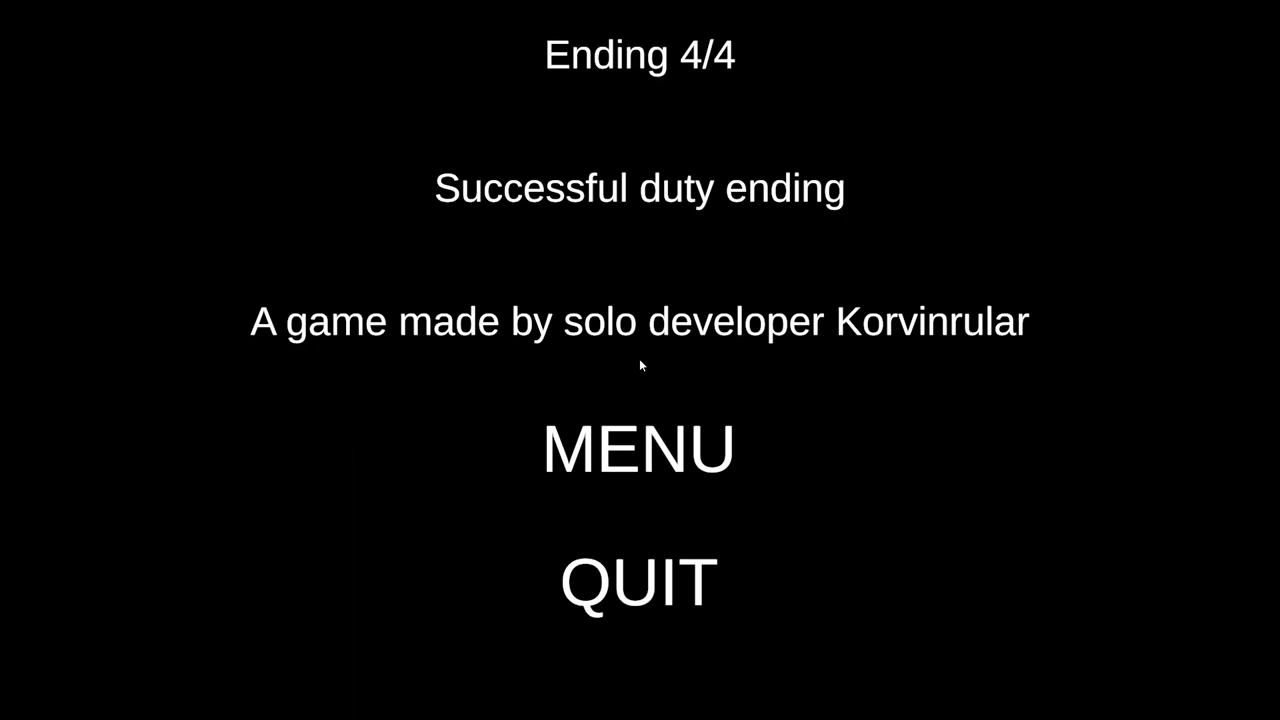 Ending 4/4
Successful duty ending
A game made by solo developer Korvinrular
MENU
QUIT